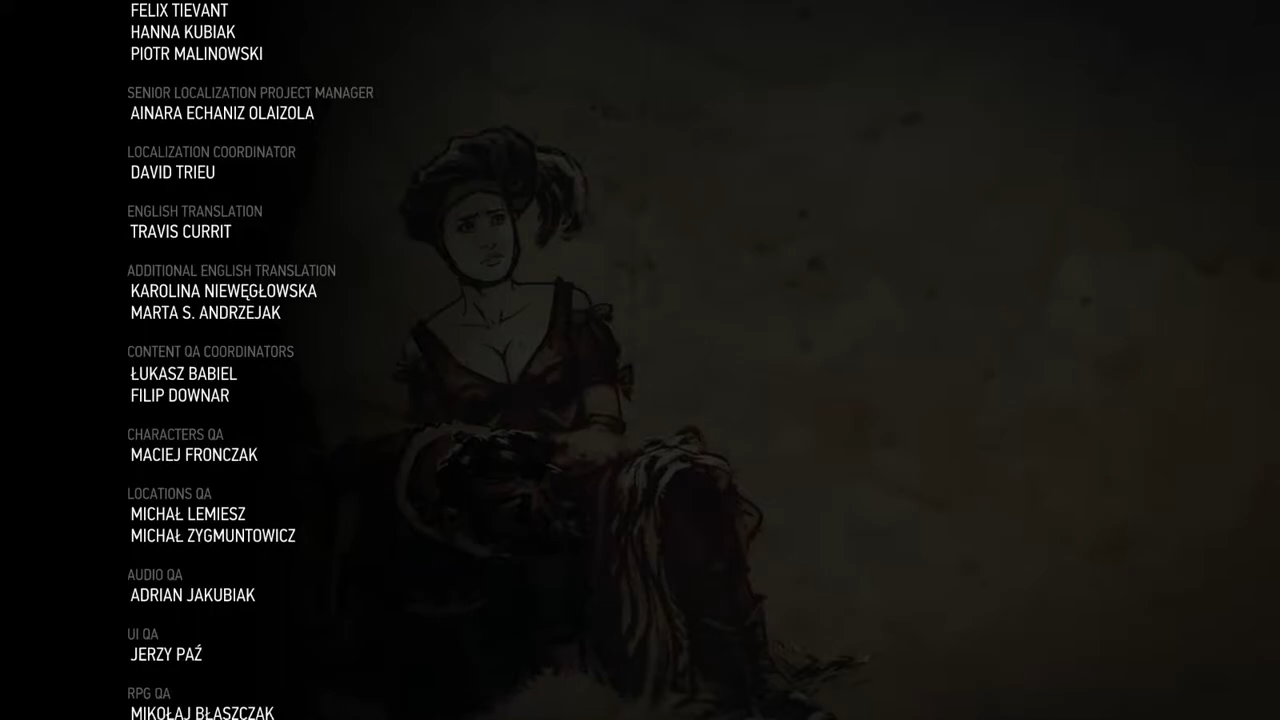 FELIX TIEVANT
HANNA KUBIAK
PIOTR MALINOWSKI
SENIOR LOCALIZATION PROJECT MANAGER
AINARA ECHANIZ OLAIZOLA
LOCALIZATION COORDINATOR
DAVID TRIEU
ENGLISH TRANSLATION
TRAVIS CURRIT
ADDITIONAL ENGLISH TRANSLATION
KAROLINA NIEWĘGŁOWSKA
MARTA S. ANDRZEJAK
CONTENT QA COORDINATORS
ŁUKASZ BABIEL
FILIP DOWNAR
CHARACTERS QA
MACIEJ FRONCZAK
LOCATIONS QA
MICHAŁ LEMIESZ
MICHAŁ ZYGMUNTOWICZ
AUDIO QA
ADRIAN JAKUBIAK
UI QA
JERZY PAŹ
RPG QA
MIKOŁAJ BŁASZCZAK